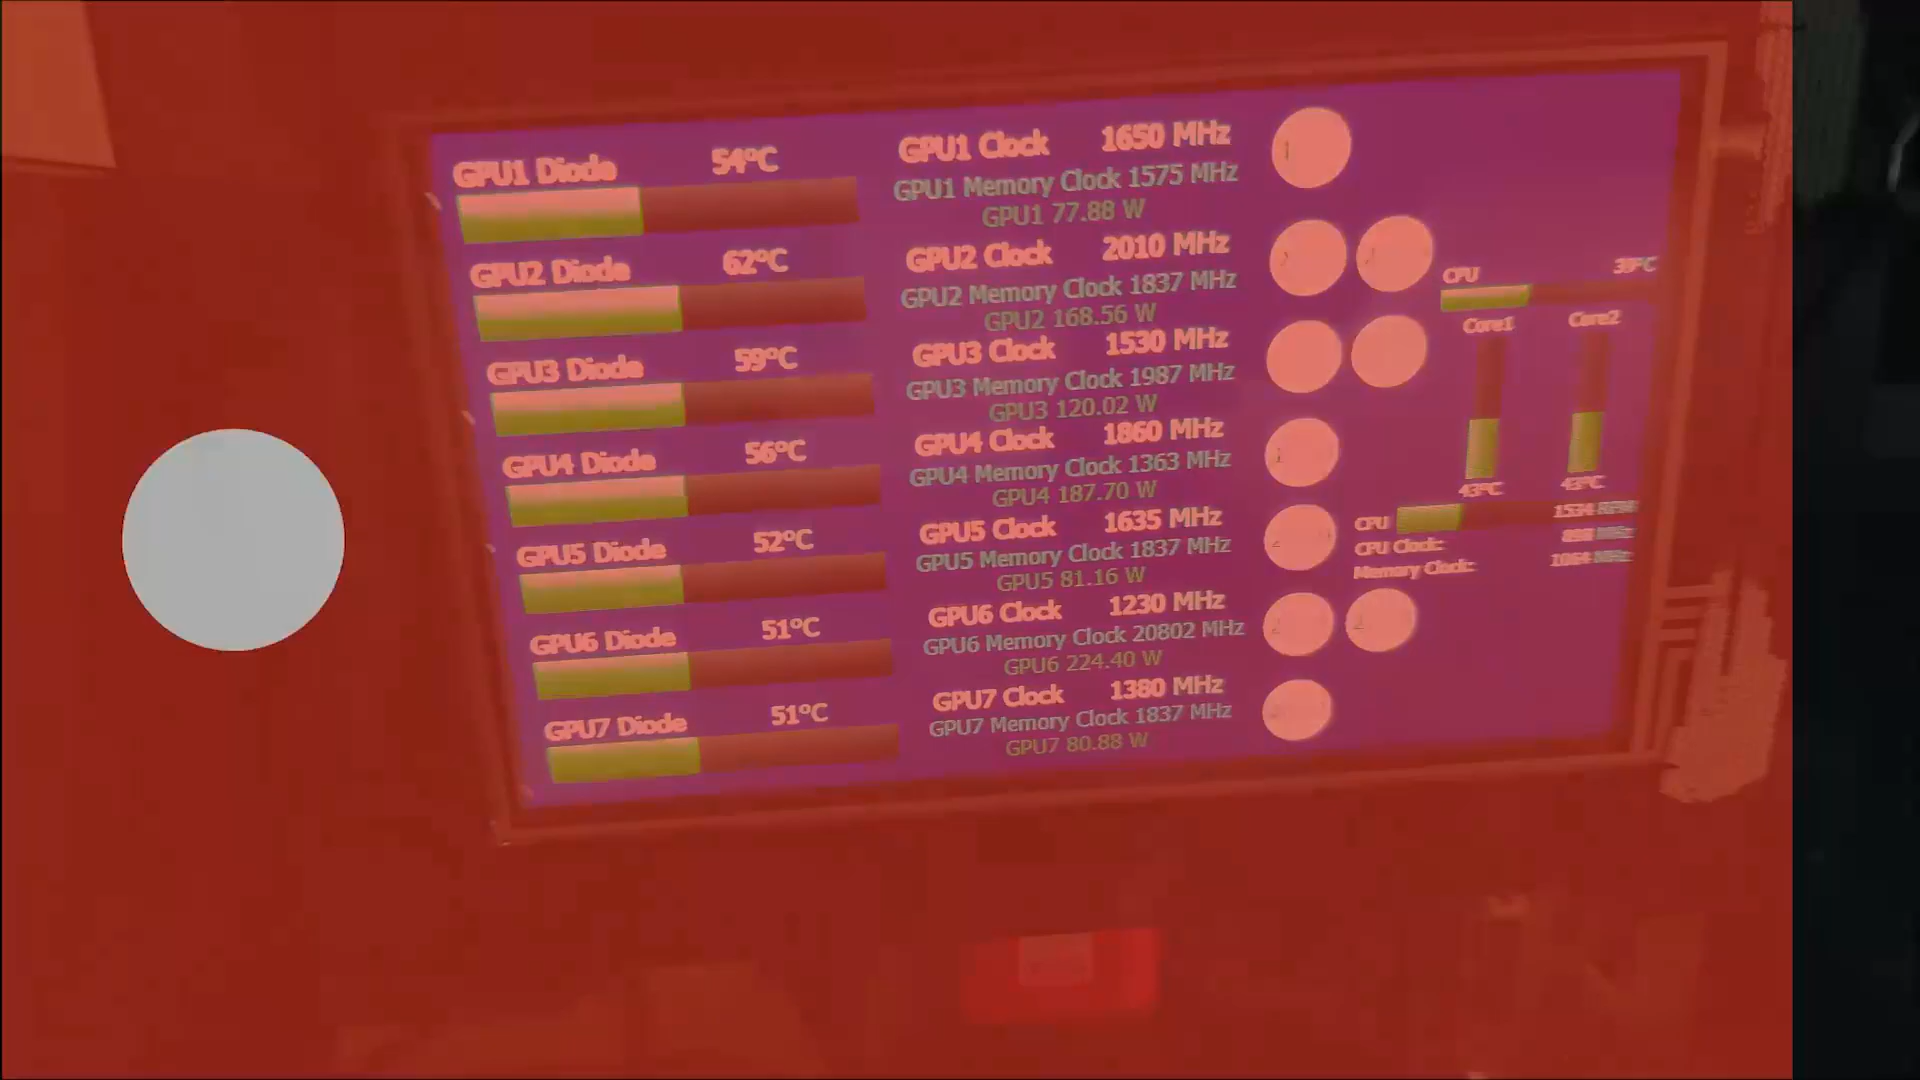 GPU1 Diode 54°C
GPU1 Clock 1650 MHz
GPU1 Memory Clock 1575 MHz
GPU1 77.88 W
GPU2 Diode 62°C
GPU2 Clock 2010 MHz
GPU2 Memory Clock 1837 MHz
GPU2 168.56 W
GPU3 Diode 59°C
GPU3 Clock 1530 MHz
GPU3 Memory Clock 1987 MHz
GPU3 120.02 W
GPU4 Diode 56°C
GPU4 Clock 1860 MHz
GPU4 Memory Clock 1363 MHz
GPU4 187.70 W
GPU5 Diode 52°C
GPU5 Clock 1635 MHz
GPU5 Memory Clock 1837 MHz
GPU5 81.16 W
GPU6 Diode 51°C
GPU6 Clock 1230 MHz
GPU6 Memory Clock 20802 MHz
GPU6 224.40 W
GPU7 Diode 51°C
GPU7 Clock 1380 MHz
GPU7 Memory Clock 1837 MHz
GPU7 80.88 W
CPU
Core1 Core2
43°C 43°C
CPU 1534 RPM
CPU Clock: MHz
Memory Clock: 1064 MHz